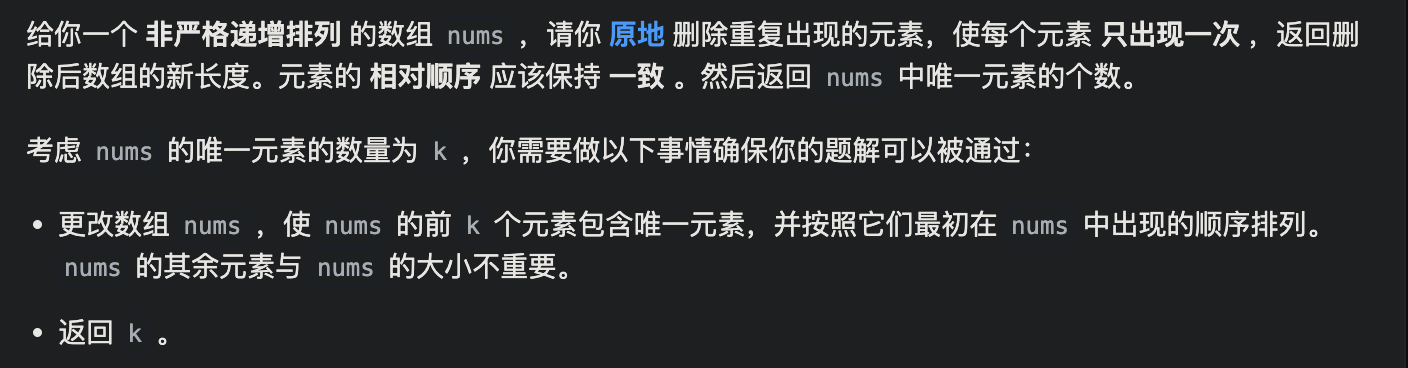 给你一个 非严格递增排列 的数组 nums ，请你 原地 删除重复出现的元素，使每个元素 只出现一次 ，返回删
除后数组的新长度。元素的 相对顺序 应该保持 一致 。然后返回 nums 中唯一元素的个数。
考虑 nums 的唯一元素的数量为 k ，你需要做以下事情确保你的题解可以被通过：
• 更改数组 nums ，使 nums 的前 k 个元素包含唯一元素，并按照它们最初在 nums 中出现的顺序排列。
nums 的其余元素与 nums 的大小不重要。
• 返回 k 。